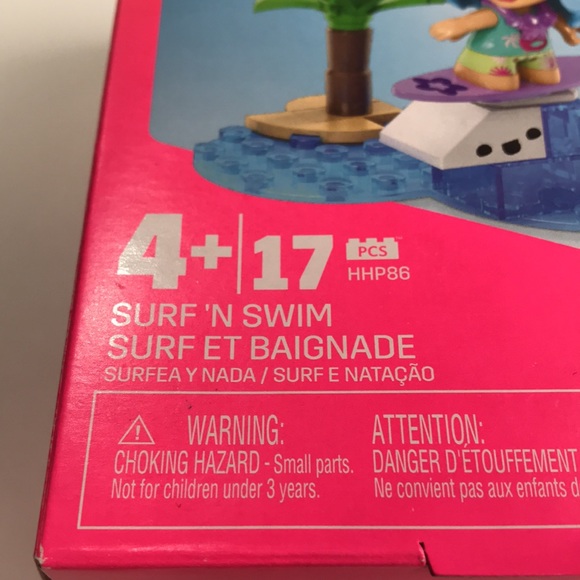 4+ 17 PCS
HHP86
SURF 'N SWIM
SURF ET BAIGNADE
SURFEA Y NADA / SURF E NATAÇÃO
WARNING:
CHOKING HAZARD - Small parts.
Not for children under 3 years.
ATTENTION:
DANGER D'ÉTOUFFEMENT
Ne convient pas aux enfants d